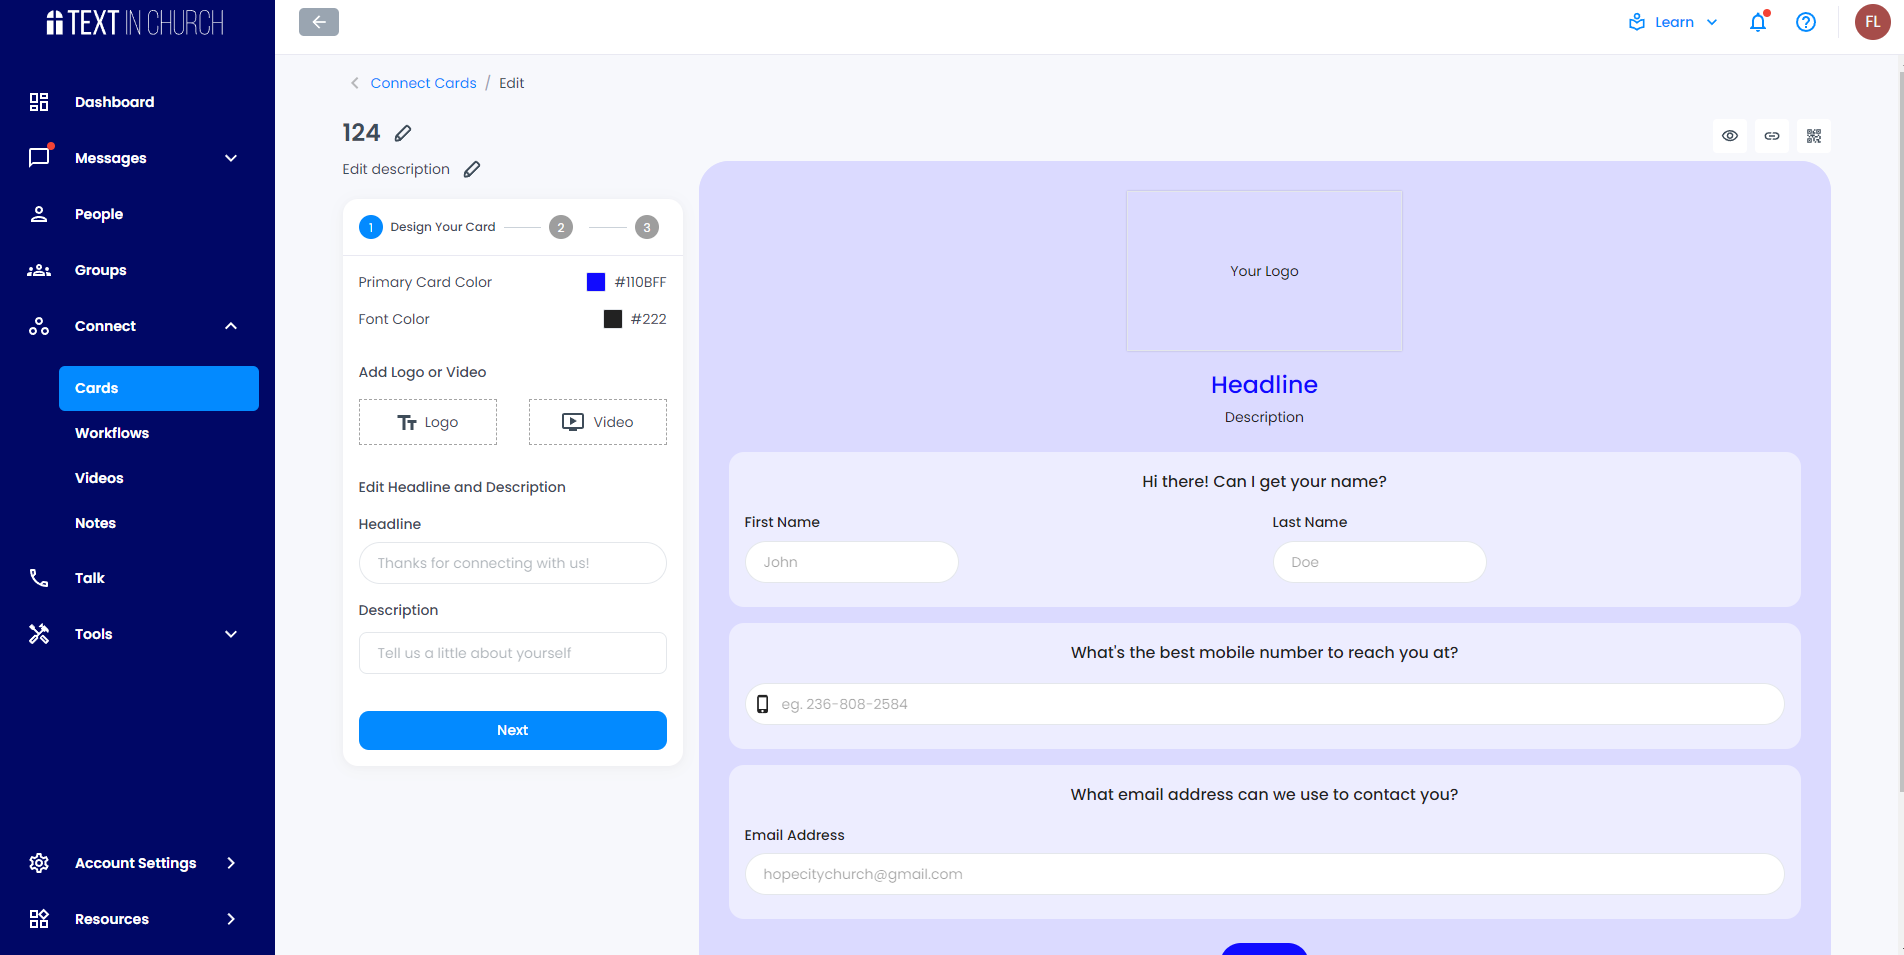 TEXT IN CHURCH
Learn
FL
Dashboard
Messages
People
Groups
Connect
Cards
Workflows
Videos
Notes
Talk
Tools
Account Settings
Resources
Connect Cards / Edit
124
Edit description
1 Design Your Card 2 3
Primary Card Color #110BFF
Font Color #222
Add Logo or Video
Logo Video
Edit Headline and Description
Headline
Thanks for connecting with us!
Description
Tell us a little about yourself
Next
Your Logo
Headline
Description
Hi there! Can I get your name?
First Name Last Name
John Doe
What's the best mobile number to reach you at?
eg. 236-808-2584
What email address can we use to contact you?
Email Address
hopecitychurch@gmail.com